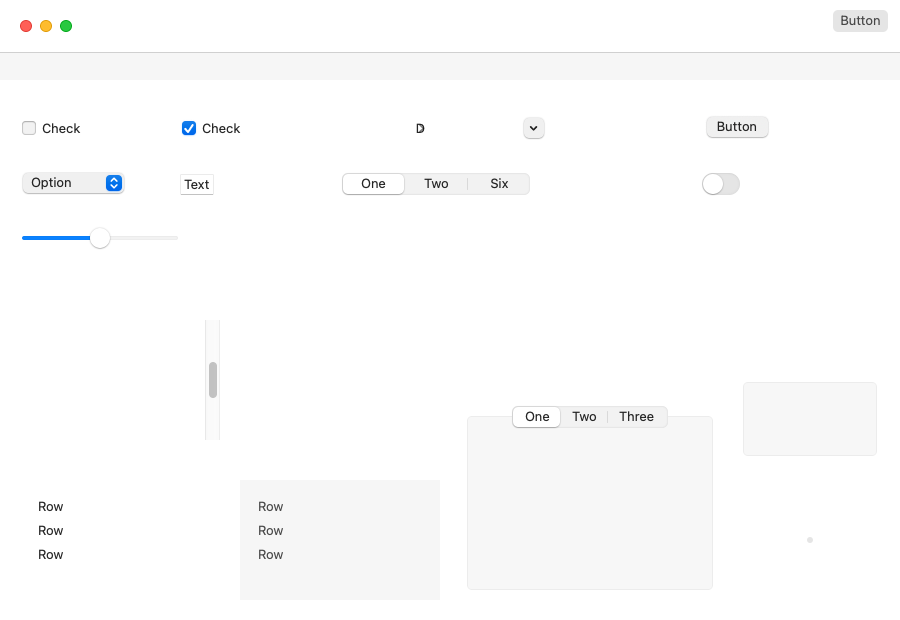 Button
Check
Check
Button
Option
Text
One Two Six
One Two Three
Row
Row
Row
Row
Row
Row